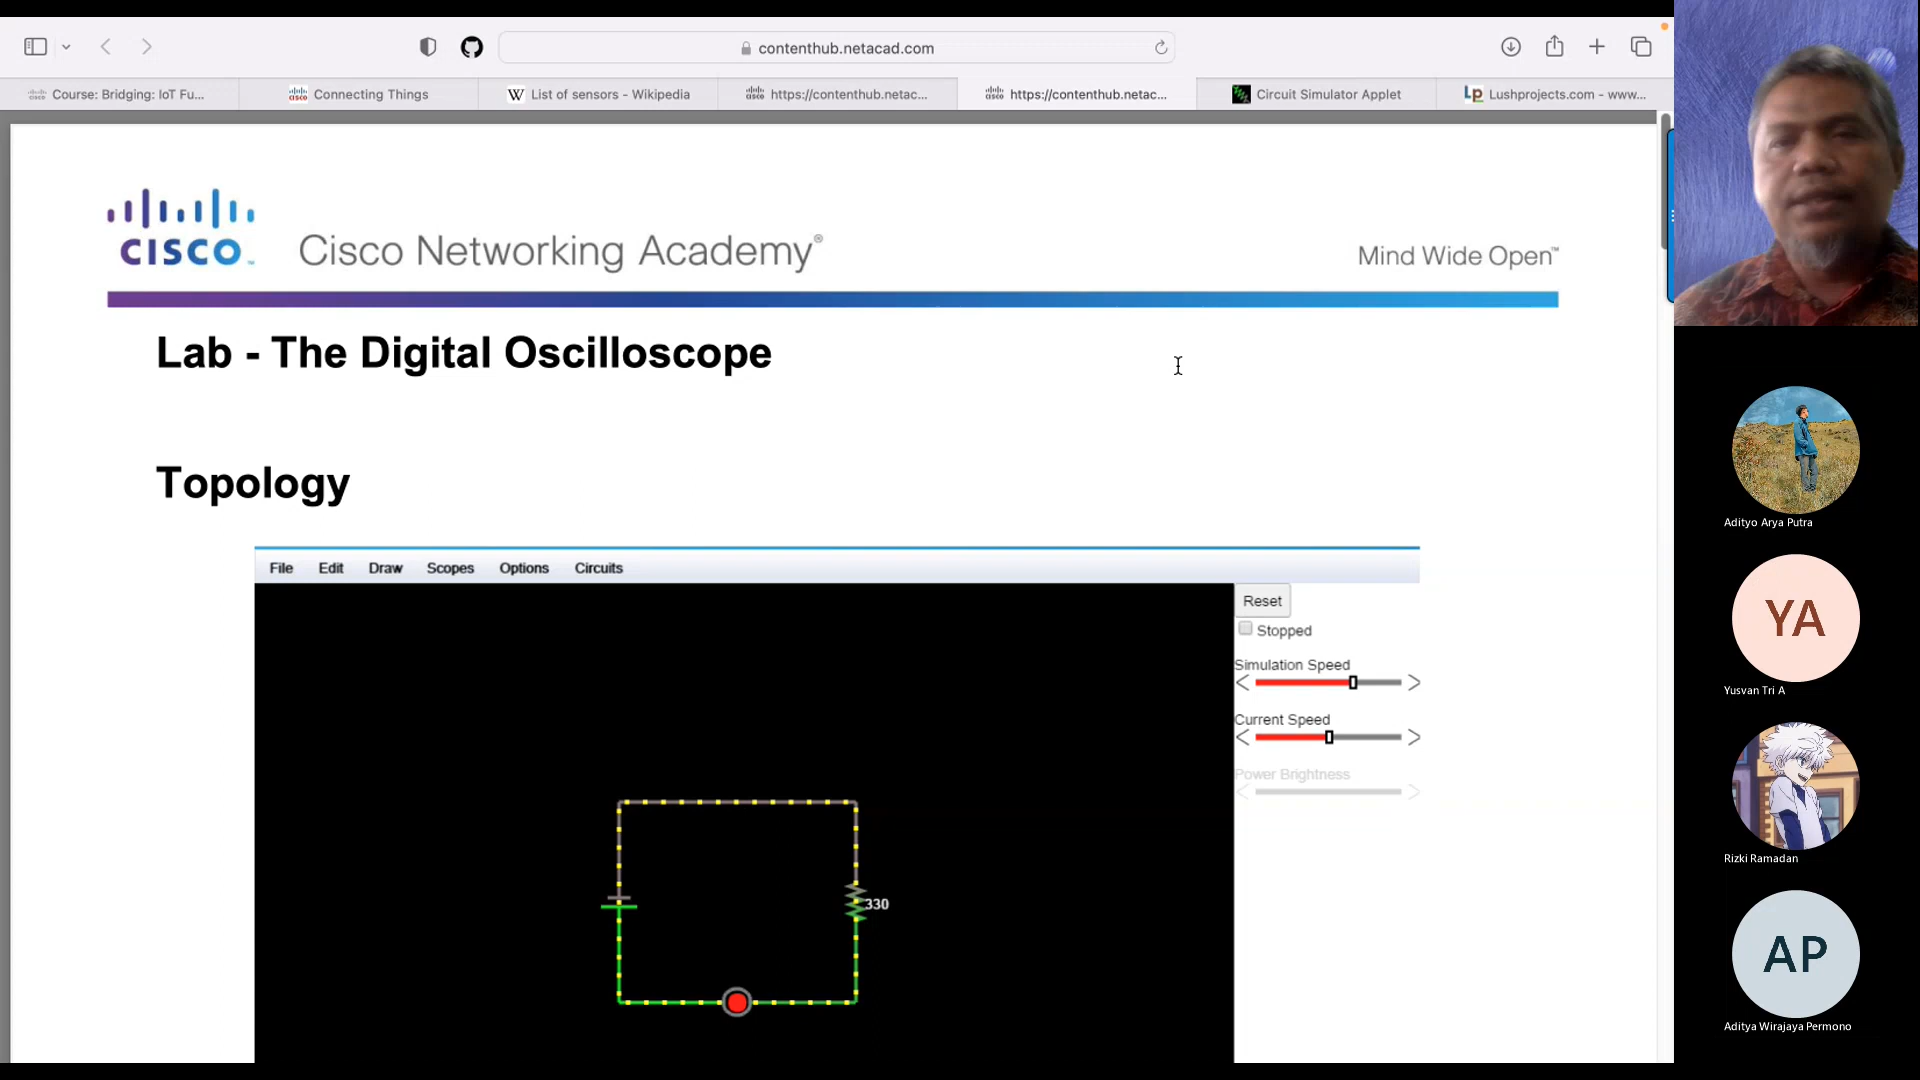 contenthub.netacad.com
Course: Bridging: IoT Fu...
Connecting Things
List of sensors - Wikipedia
https://contenthub.netac...
https://contenthub.netac...
Circuit Simulator Applet
Lushprojects.com - www...
CISCO
Cisco Networking Academy®
Mind Wide Open™
Lab - The Digital Oscilloscope
Topology
File Edit Draw Scopes Options Circuits
Reset
Stopped
Simulation Speed
Current Speed
Power Brightness
330
Adityo Arya Putra
YA
Yusvan Tri A
Rizki Ramadan
AP
Aditya Wirajaya Permono